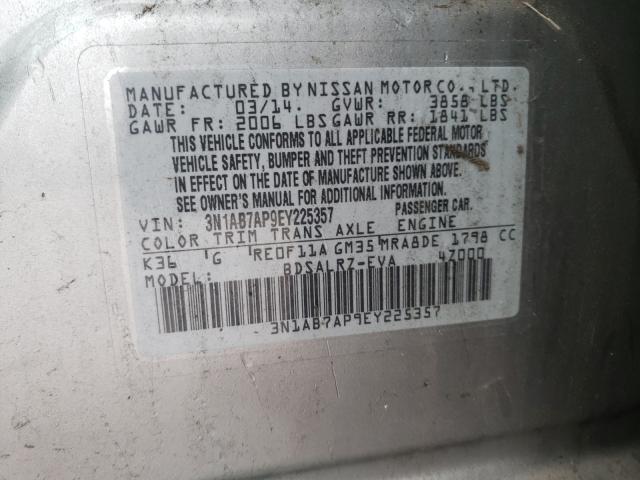 MANUFACTURED BY NISSAN MOTOR CO., LTD.
DATE: 03/14. GVWR: 3858 LBS
GAWR FR: 2006 LBS GAWR RR: 1841 LBS
THIS VEHICLE CONFORMS TO ALL APPLICABLE FEDERAL MOTOR
VEHICLE SAFETY, BUMPER AND THEFT PREVENTION STANDARDS
IN EFFECT ON THE DATE OF MANUFACTURE SHOWN ABOVE.
SEE OWNER'S MANUAL FOR ADDITIONAL INFORMATION.
VIN: 3N1AB7AP9EY225357 PASSENGER CAR.
COLOR TRIM TRANS AXLE ENGINE
K36 G RE0F11A GM35 MRA8DE 1798 CC
MODEL: BDSALRZ-EVA 47000
3N1AB7AP9EY225357